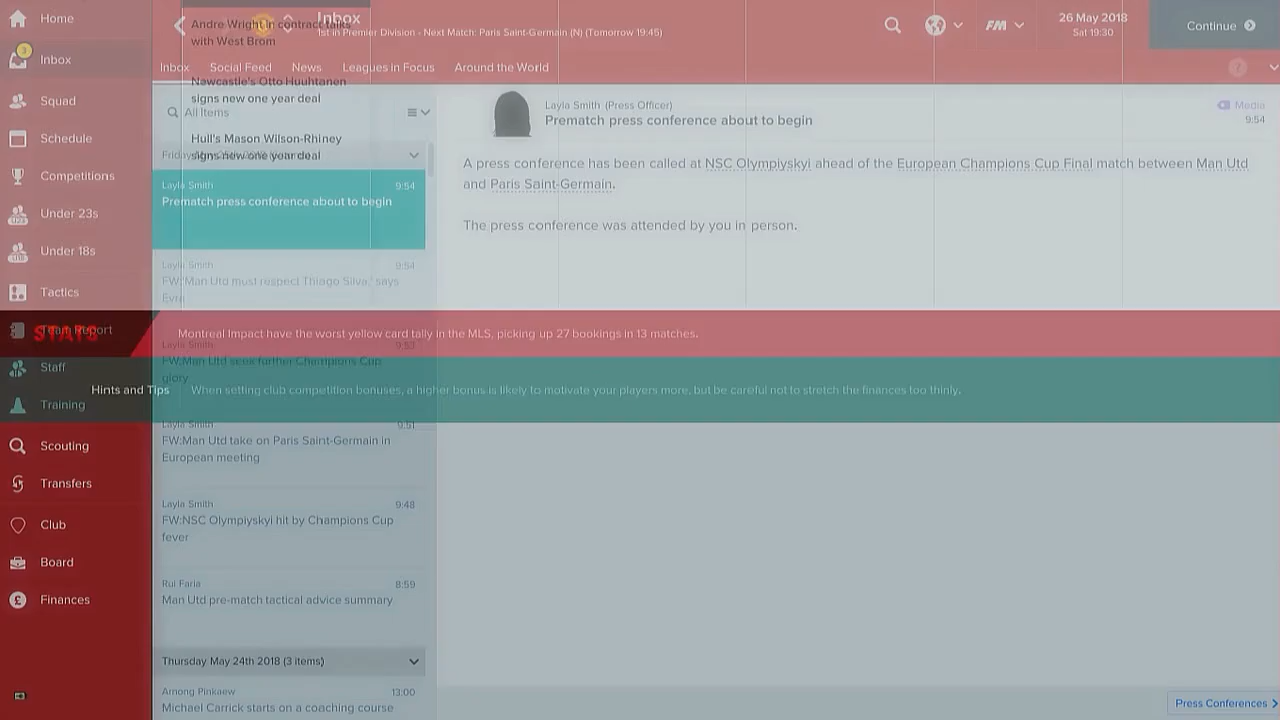 Home
Inbox
Squad
Schedule
Competitions
Under 23s
Under 18s
Tactics
Team Report
Staff
Training
Scouting
Transfers
Club
Board
Finances
3
Andre Wright in contract talks
with West Brom
Newcastle's Otto Huuhtanen
signs new one year deal
Hull's Mason Wilson-Rhiney
signs new one year deal
Inbox
1st in Premier Division - Next Match: Paris Saint-Germain (N) (Tomorrow 19:45)
FM
26 May 2018
Sat 19:30
Continue
Inbox
Social Feed
News
Leagues in Focus
Around the World
?
All Items
Layla Smith
9:54
Prematch press conference about to begin
Layla Smith
9:54
FW:'Man Utd must respect Thiago Silva,' says
Evra
Layla Smith
9:53
FW:Man Utd seek further Champions Cup
glory
Layla Smith
9:51
FW:Man Utd take on Paris Saint-Germain in
European meeting
Layla Smith
9:48
FW:NSC Olympiyskyi hit by Champions Cup
fever
Rui Faria
8:59
Man Utd pre-match tactical advice summary
Thursday May 24th 2018 (3 items)
Among Pinkaew
13:00
Michael Carrick starts on a coaching course
Layla Smith (Press Officer)
Prematch press conference about to begin
Media
9:54
A press conference has been called at NSC Olympiyskyi ahead of the European Champions Cup Final match between Man Utd
and Paris Saint-Germain.
The press conference was attended by you in person.
STATS
Montreal Impact have the worst yellow card tally in the MLS, picking up 27 bookings in 13 matches.
Hints and Tips
When setting club competition bonuses, a higher bonus is likely to motivate your players more, but be careful not to stretch the finances too thinly.
Press Conferences